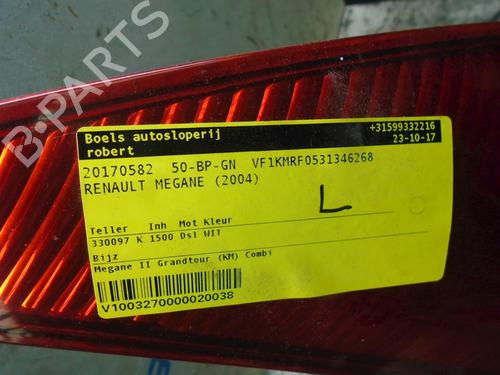 B-PARTS
Boels autosloperij +31599332216
robert 23-10-17
20170582 50-BP-GN VF1KMRF0531346268
RENAULT MEGANE (2004)
L
Teller Inh Mot Kleur
330097 K 1500 Dsl WIT
Bijz
Megane II Grandtour (KM) Combi
V1003270000020038